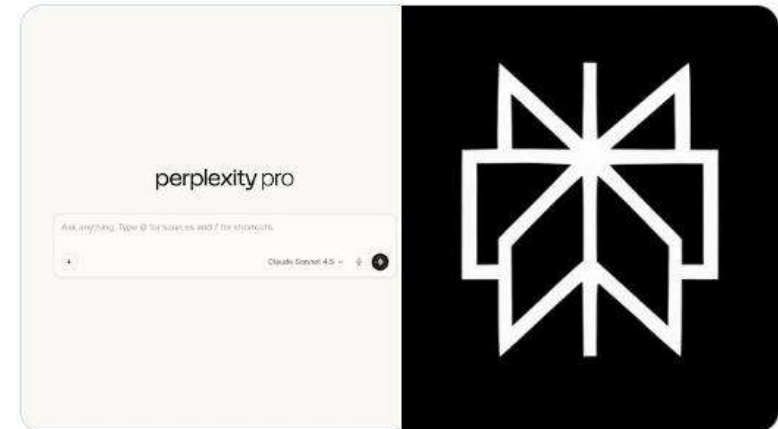 perplexity pro
Ask anything. Type @ for sources and / for shortcuts.
Claude Sonnet 4.5